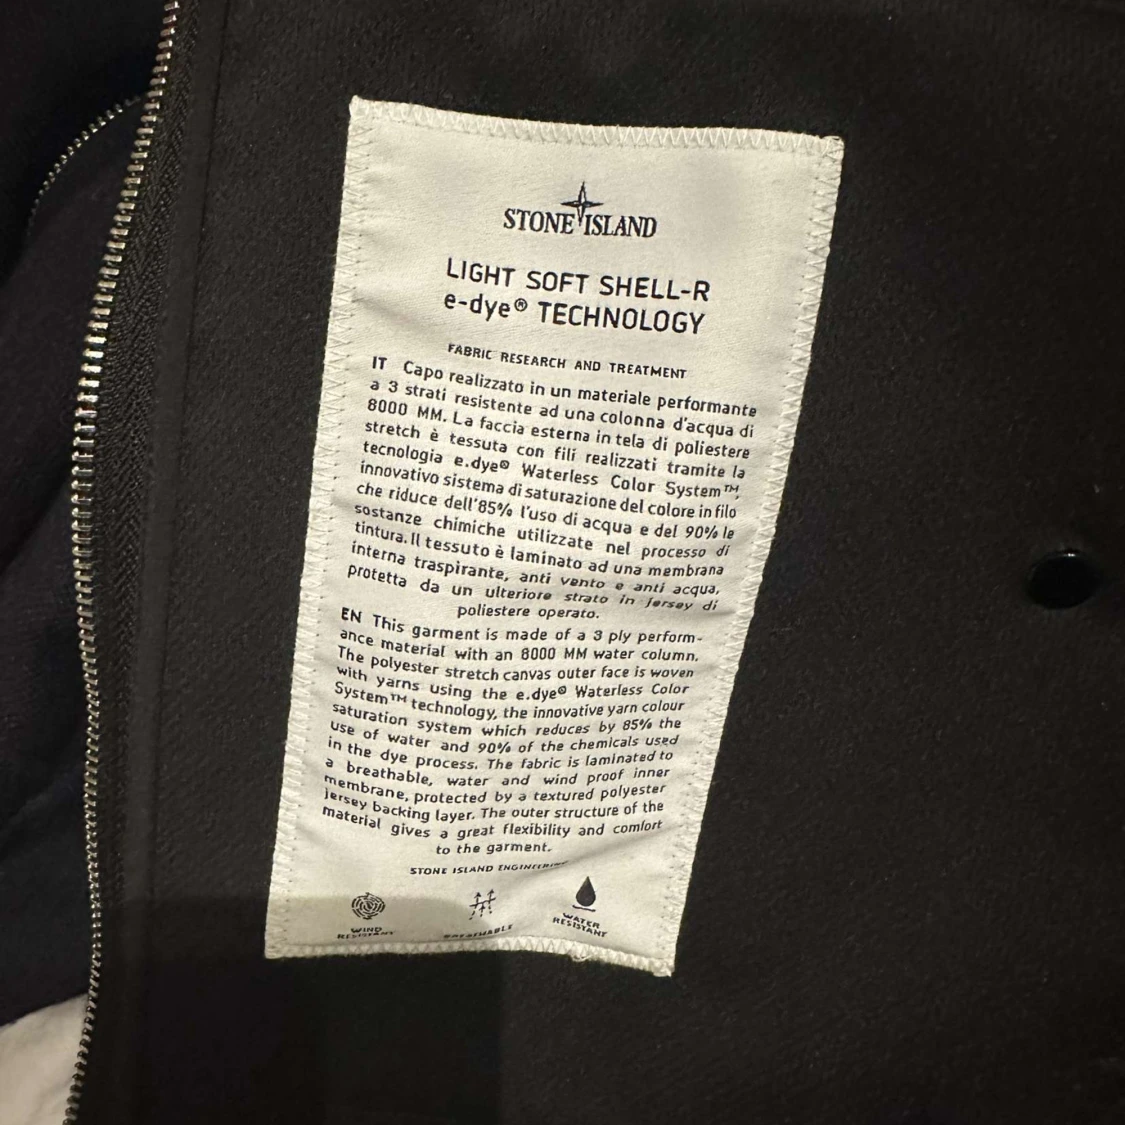 STONE ISLAND
LIGHT SOFT SHELL-R
e-dye® TECHNOLOGY
FABRIC RESEARCH AND TREATMENT
IT Capo realizzato in un materiale performante
a 3 strati resistente ad una colonna d'acqua di
8000 MM. La faccia esterna in tela di poliestere
stretch è tessuta con fili realizzati tramite la
tecnologia e.dye® Waterless Color System™,
innovativo sistema di saturazione del colore in filo
che riduce dell'85% l'uso di acqua e del 90% le
sostanze chimiche utilizzate nel processo di
tintura. Il tessuto è laminato ad una membrana
interna traspirante, anti vento e anti acqua,
protetta da un ulteriore strato in jersey di
poliestere operato.
EN This garment is made of a 3 ply perform-
ance material with an 8000 MM water column.
The polyester stretch canvas outer face is woven
with yarns using the e.dye® Waterless Color
System™ technology, the innovative yarn colour
saturation system which reduces by 85% the
use of water and 90% of the chemicals used
in the dye process. The fabric is laminated to
a breathable, water and wind proof inner
membrane, protected by a textured polyester
jersey backing layer. The outer structure of the
material gives a great flexibility and comfort
to the garment.
STONE ISLAND ENGINEERING
WIND
RESISTANT
BREATHABLE
WATER
RESISTANT